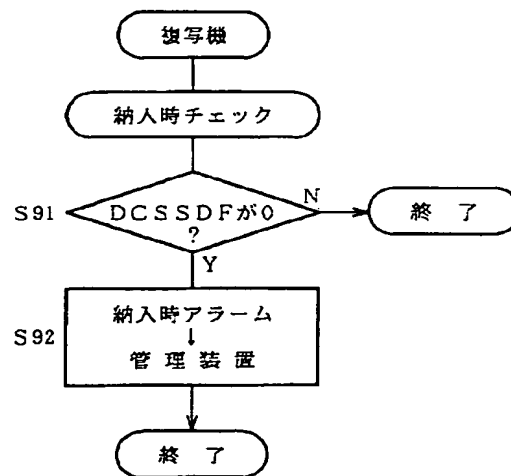 複写機
納入時チェック
S91
DCSSDFが0
?
N
終了
Y
S92
納入時アラーム
↓
管理装置
終了